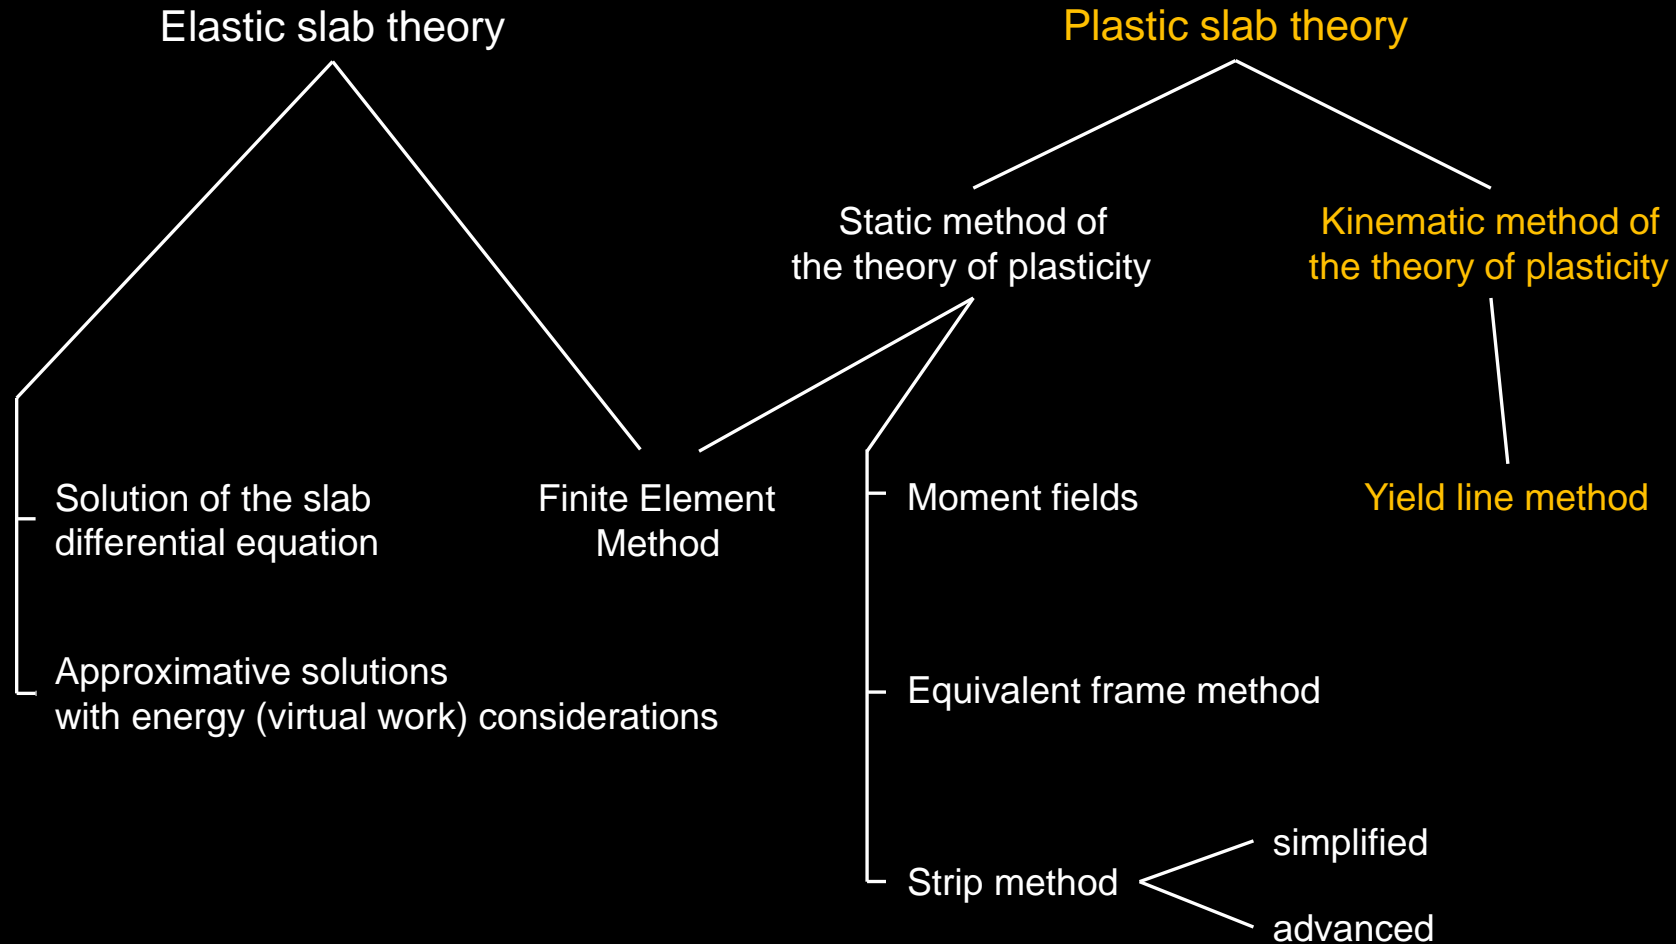 Elastic slab theory
Plastic slab theory
Static method of
the theory of plasticity
Kinematic method of
the theory of plasticity
Solution of the slab
differential equation
Finite Element
Method
Moment fields
Yield line method
Approximative solutions
with energy (virtual work) considerations
Equivalent frame method
Strip method
simplified
advanced